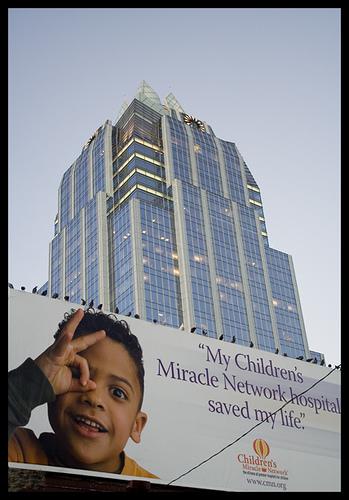 "My Children's
Miracle Network hospital
saved my life."
Children's
Miracle Network
www.cmn.org